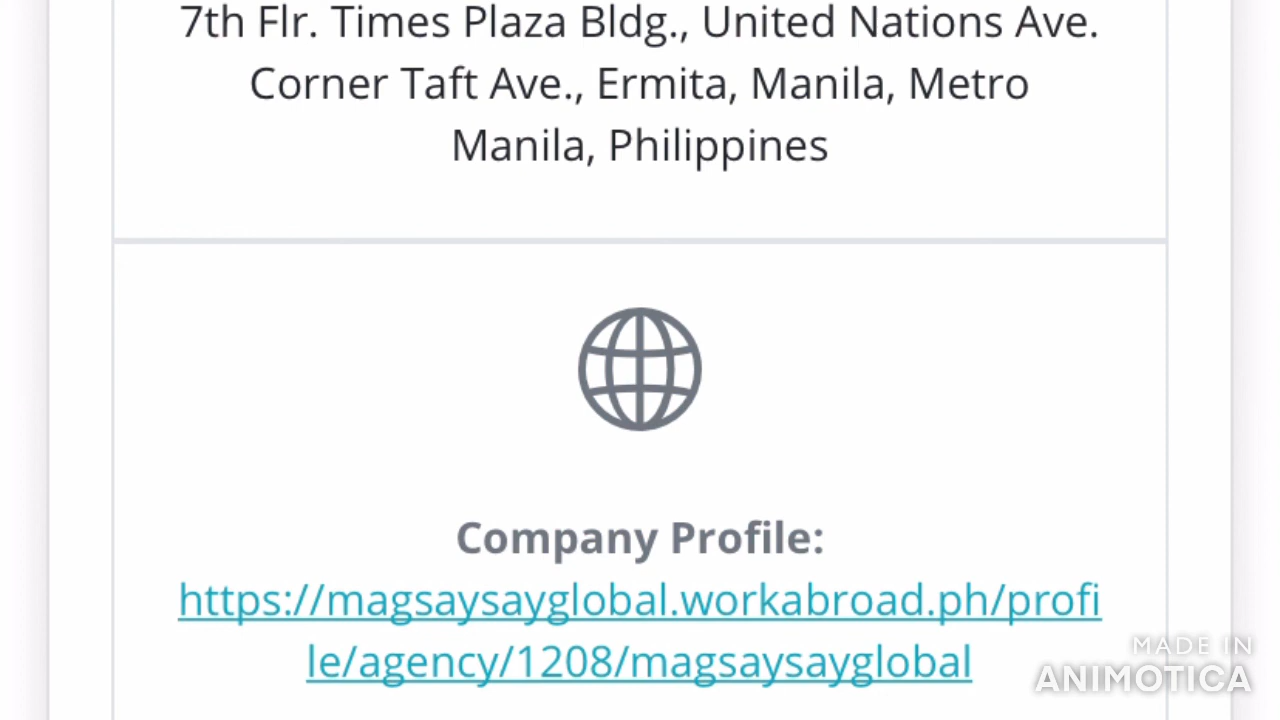 7th Flr. Times Plaza Bldg., United Nations Ave.
Corner Taft Ave., Ermita, Manila, Metro
Manila, Philippines
Company Profile:
https://magsaysayglobal.workabroad.ph/profi
le/agency/1208/magsaysayglobal
MADE IN
ANIMOTICA